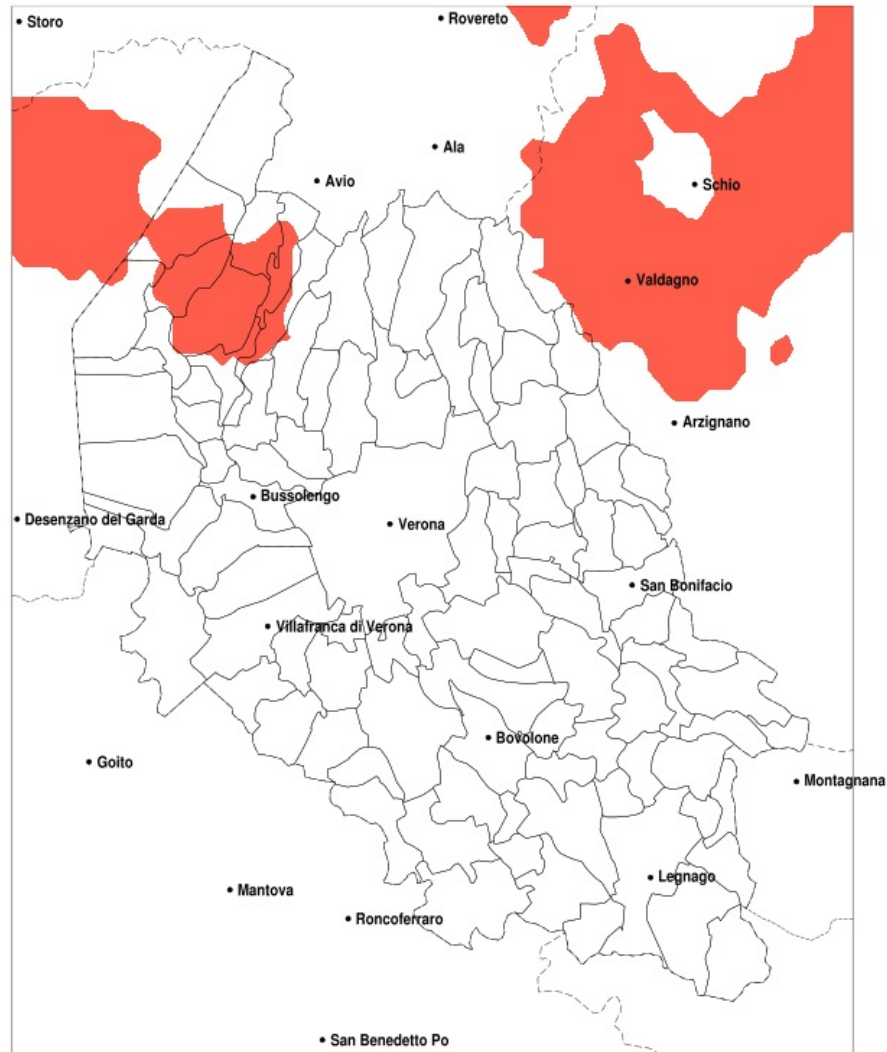 Storo
Rovereto
Ala
Avio
Schio
Valdagno
Arzignano
Bussolengo
Desenzano del Garda
Verona
San Bonifacio
Villafranca di Verona
Bovolone
Goito
Montagnana
Legnago
Mantova
Roncoferraro
San Benedetto Po